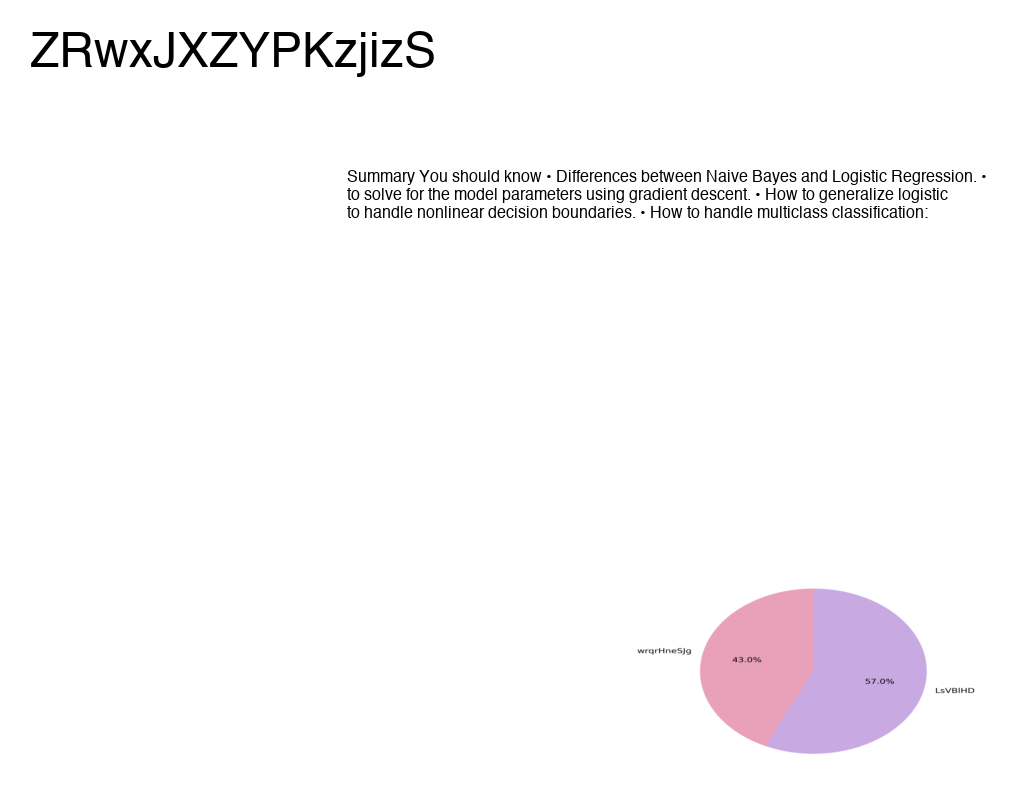 ZRwxJXZYPKzjizS
Summary You should know • Differences between Naive Bayes and Logistic Regression. •
to solve for the model parameters using gradient descent. • How to generalize logistic
to handle nonlinear decision boundaries. • How to handle multiclass classification:
wrqrHneSJg
43.0%
57.0%
LsVBIHD